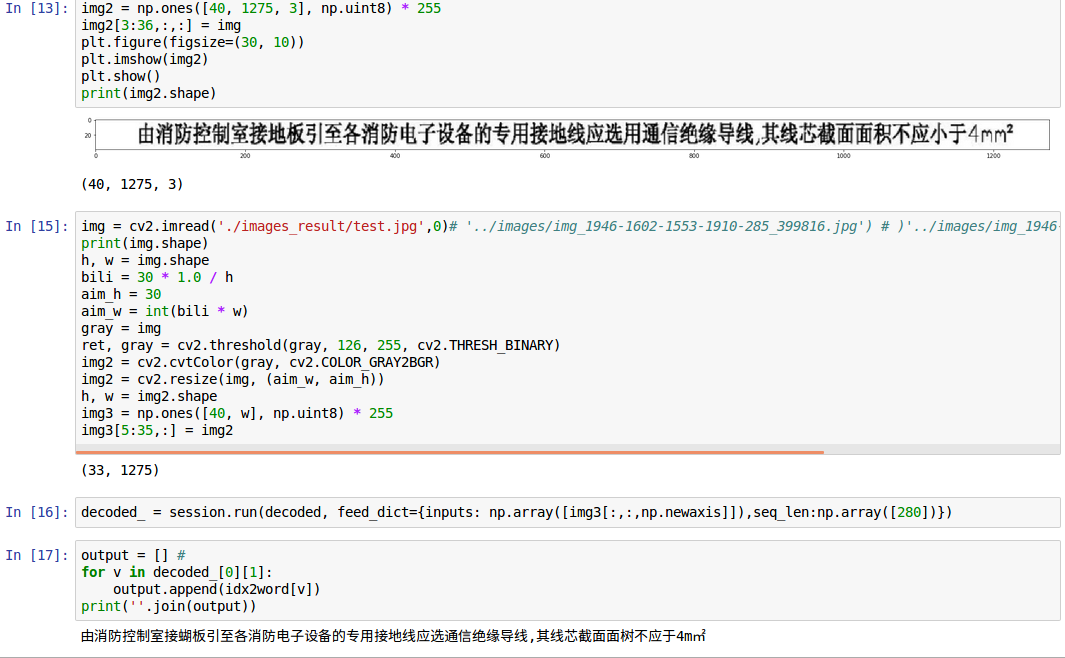 In [13]: img2 = np.ones([40, 1275, 3], np.uint8) * 255
img2[3:36,:,:] = img
plt.figure(figsize=(30, 10))
plt.imshow(img2)
plt.show()
print(img2.shape)
0
20
由消防控制室接地板引至各消防电子设备的专用接地线应选用通信绝缘导线,其线芯截面面积不应小于4mm²
0 200 400 600 800 1000 1200
(40, 1275, 3)
In [15]: img = cv2.imread('./images_result/test.jpg',0)# '../images/img_1946-1602-1553-1910-285_399816.jpg') # )'../images/img_1946-
print(img.shape)
h, w = img.shape
bili = 30 * 1.0 / h
aim_h = 30
aim_w = int(bili * w)
gray = img
ret, gray = cv2.threshold(gray, 126, 255, cv2.THRESH_BINARY)
img2 = cv2.cvtColor(gray, cv2.COLOR_GRAY2BGR)
img2 = cv2.resize(img, (aim_w, aim_h))
h, w = img2.shape
img3 = np.ones([40, w], np.uint8) * 255
img3[5:35,:] = img2
(33, 1275)
In [16]: decoded_ = session.run(decoded, feed_dict={inputs: np.array([img3[:,:,np.newaxis]]),seq_len:np.array([280])})
In [17]: output = [] #
for v in decoded_[0][1]:
    output.append(idx2word[v])
print(''.join(output))
由消防控制室接蝴板引至各消防电子设备的专用接地线应选通信绝缘导线,其线芯截面面树不应于4m㎡